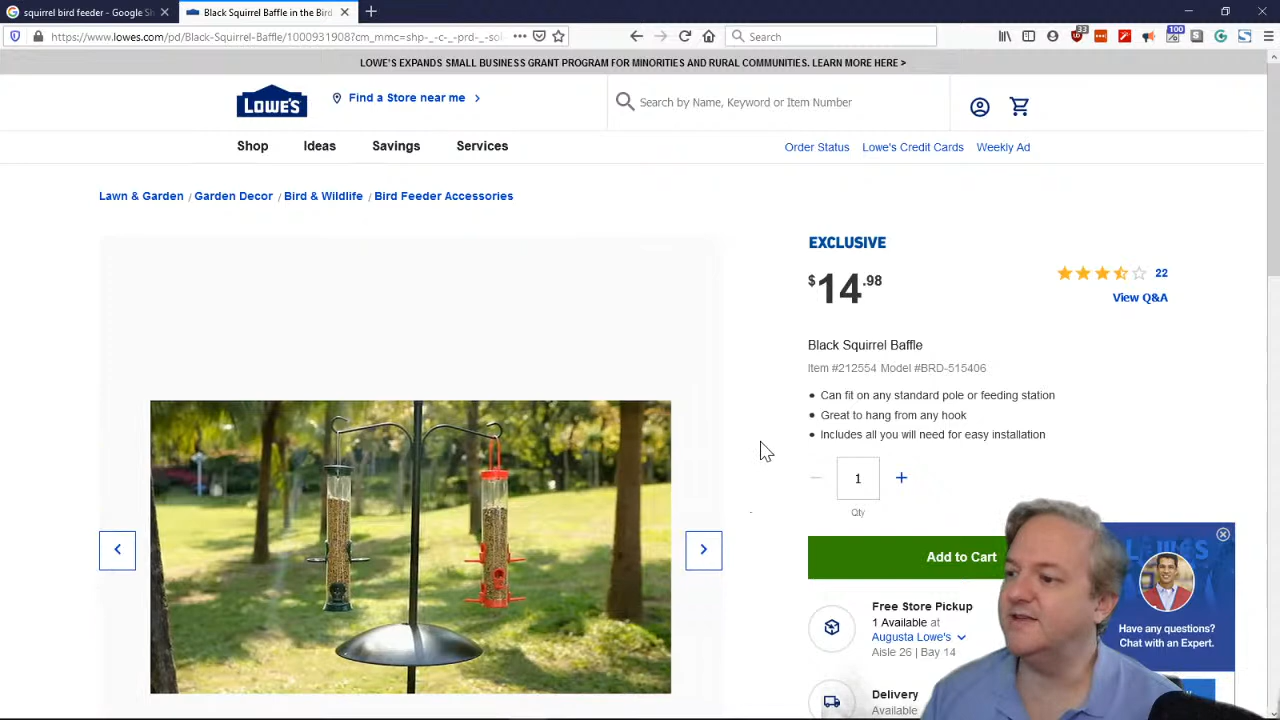 squirrel bird feeder - Google Sh
Black Squirrel Baffle in the Bird
https://www.lowes.com/pd/Black-Squirrel-Baffle/1000931908?cm_mmc=shp-_-c-_-prd-_-sol-
Search
33
100
LOWE'S EXPANDS SMALL BUSINESS GRANT PROGRAM FOR MINORITIES AND RURAL COMMUNITIES. LEARN MORE HERE >
LOWE'S
Find a Store near me
Search by Name, Keyword or Item Number
Shop Ideas Savings Services
Order Status Lowe's Credit Cards Weekly Ad
Lawn & Garden / Garden Decor / Bird & Wildlife / Bird Feeder Accessories
EXCLUSIVE
$14.98
22
View Q&A
Black Squirrel Baffle
Item #212554 Model #BRD-515406
• Can fit on any standard pole or feeding station
• Great to hang from any hook
• Includes all you will need for easy installation
1
Qty
Add to Cart
Free Store Pickup
1 Available at
Augusta Lowe's
Aisle 26 | Bay 14
Delivery
Available
LOWE'S
Have any questions?
Chat with an Expert.